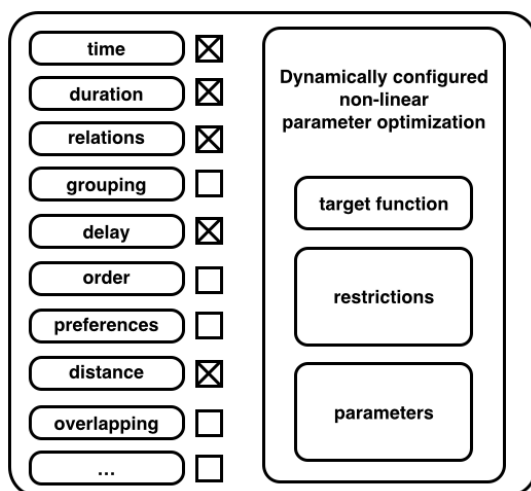 time
duration
relations
grouping
delay
order
preferences
distance
overlapping
...
Dynamically configured
non-linear
parameter optimization
target function
restrictions
parameters